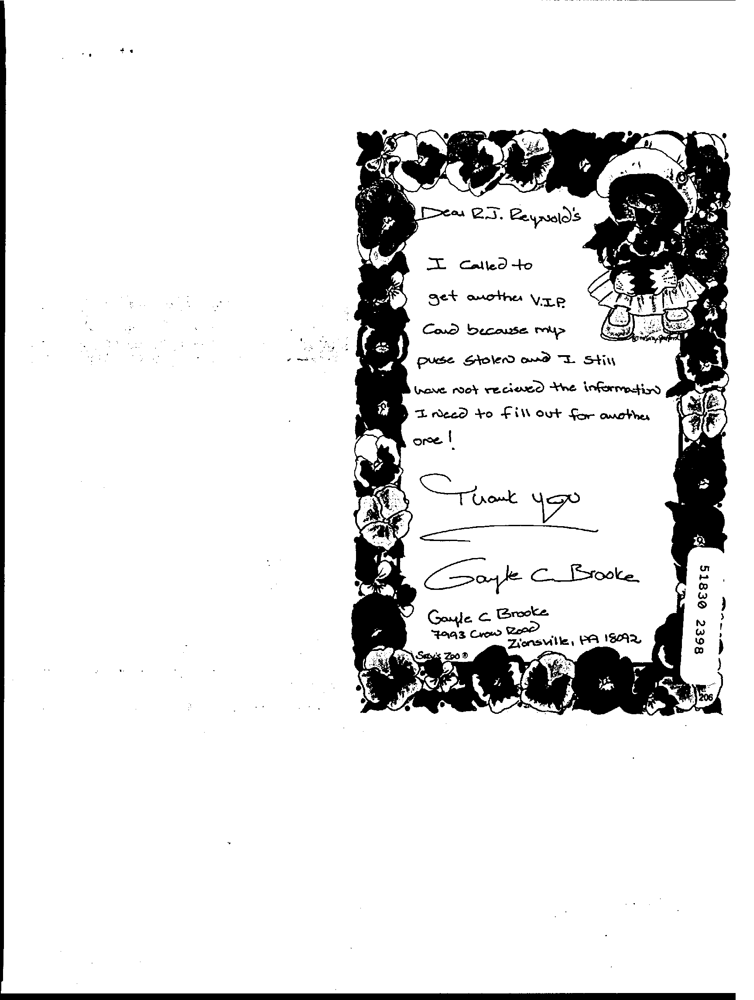 Dear R.J. Reynold's
I called to
get another V.I.P.
Card because my
purse stolen and I still
have not recieved the information
I need to fill out for another
one!
Thank you
Gayle C Brooke
Gayle C Brooke
7993 Crow Road
Zionsville, PA 18092
Suzy's Zoo ®
51830 2398
206